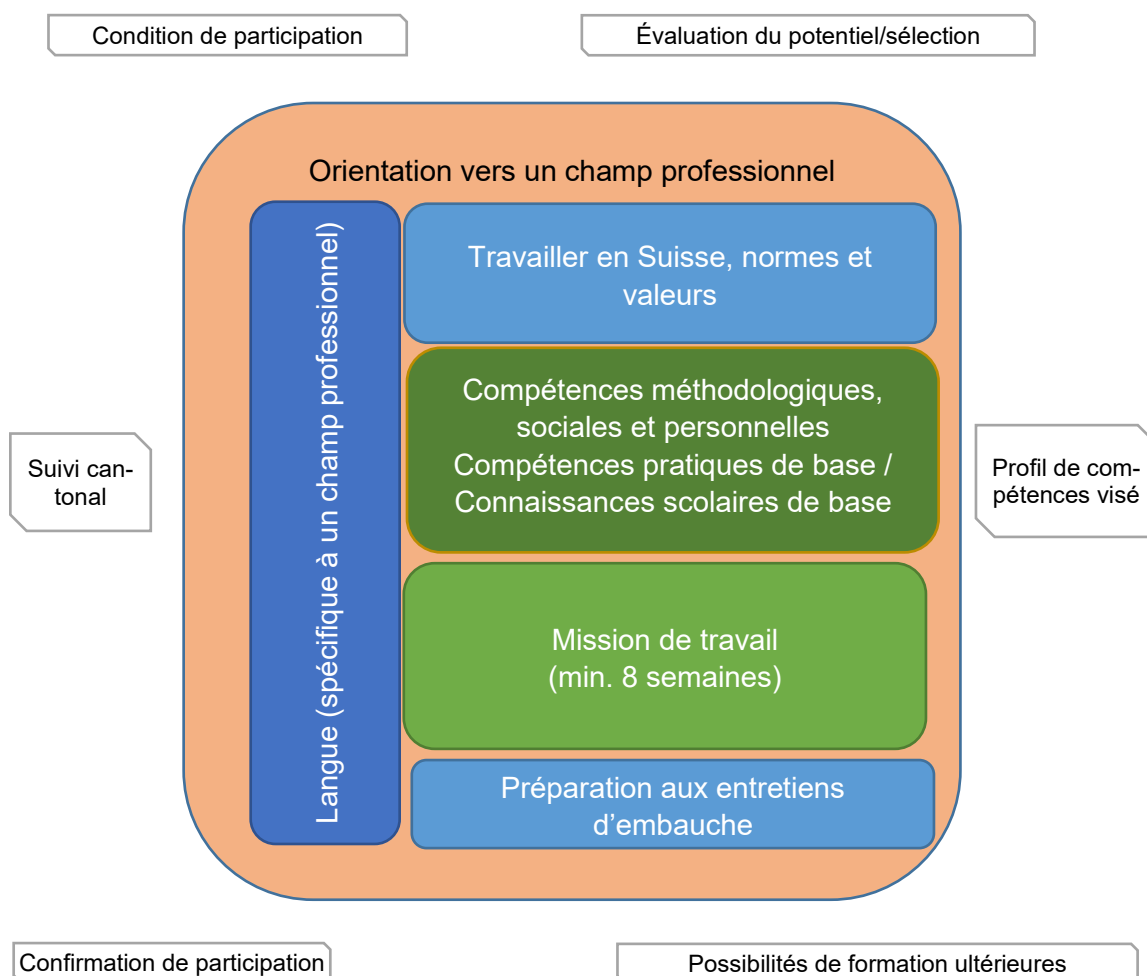 Condition de participation
Évaluation du potentiel/sélection
Orientation vers un champ professionnel
Langue (spécifique à un champ professionnel)
Travailler en Suisse, normes et
valeurs
Compétences méthodologiques,
sociales et personnelles
Compétences pratiques de base /
Connaissances scolaires de base
Suivi can-
tonal
Profil de com-
pétences visé
Mission de travail
(min. 8 semaines)
Préparation aux entretiens
d’embauche
Confirmation de participation
Possibilités de formation ultérieures